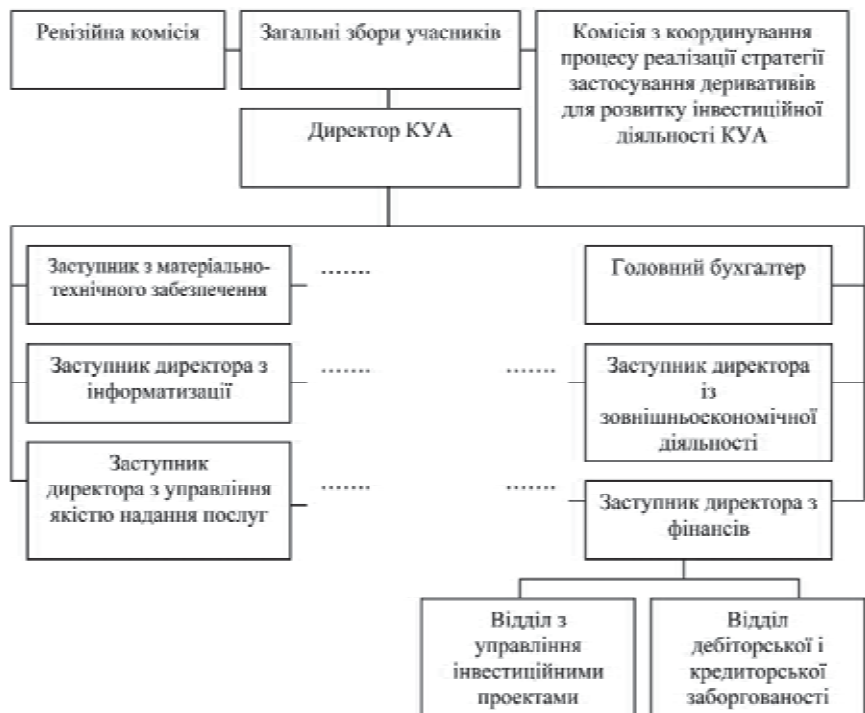 Ревізійна комісія
Загальні збори учасників
Комісія з координування
процесу реалізації стратегії
застосування деривативів
для розвитку інвестиційної
діяльності КУА
Директор КУА
Заступник з матеріально-
технічного забезпечення
.......
Головний бухгалтер
Заступник директора з
інформатизації
.......
.......
Заступник директора
із
зовнішньоекономічної
діяльності
Заступник
директора з управління
якістю надання послуг
.......
.......
Заступник директора з
фінансів
Відділ з
управління
інвестиційними
проектами
Відділ
дебіторської і
кредиторської
заборгованості